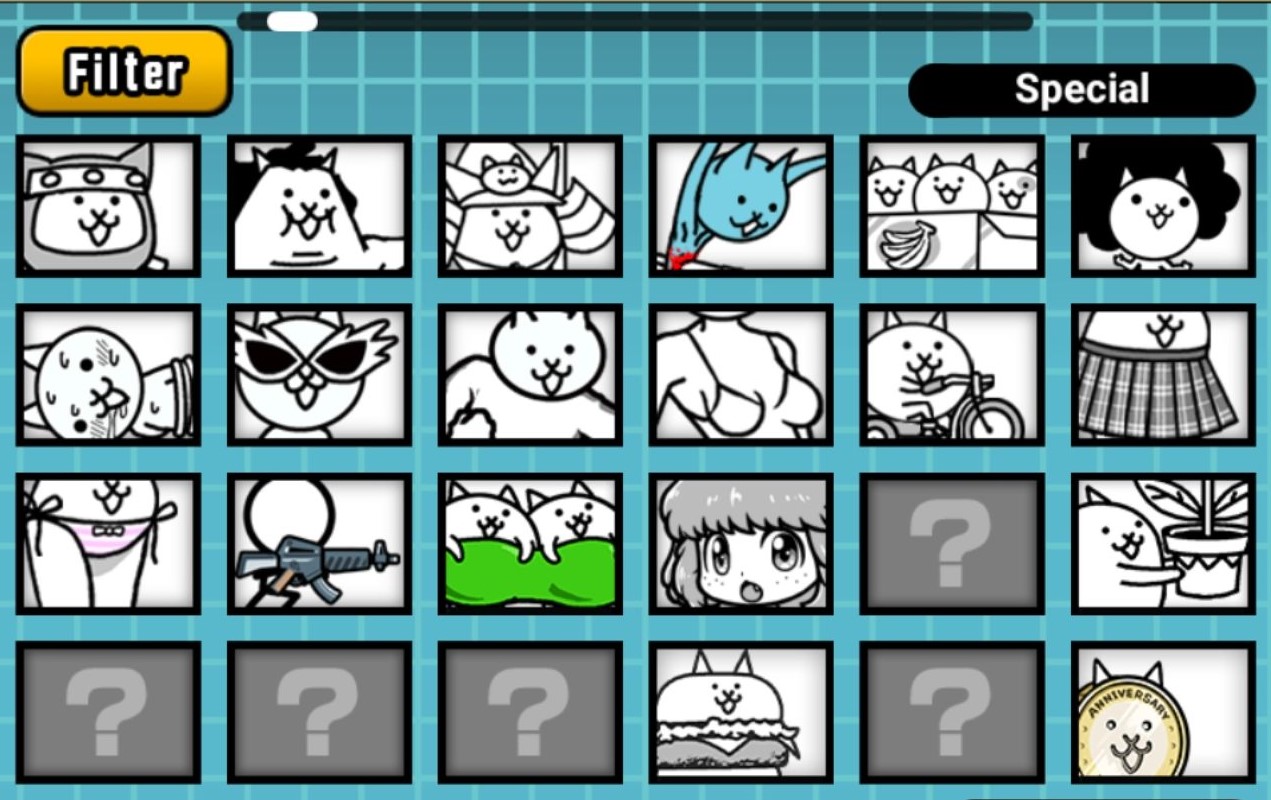 Filter
Special
?
? ? ? ?
ANNIVERSARY